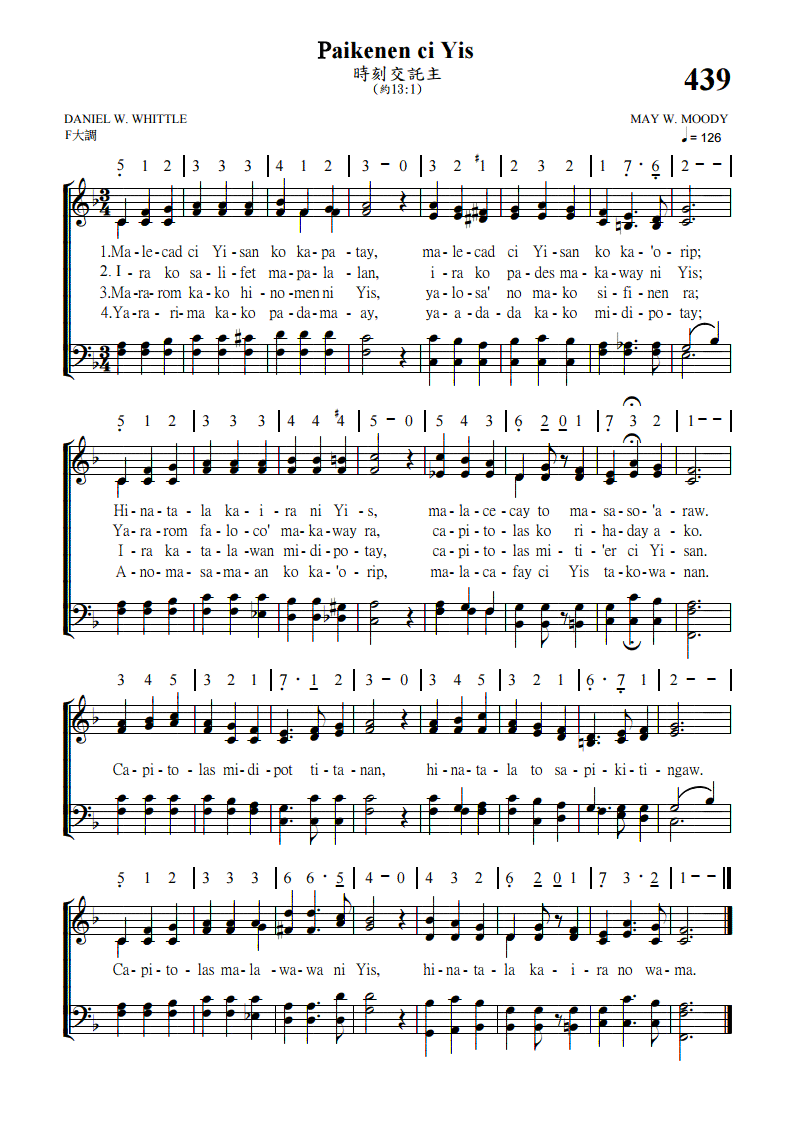 Paikenen ci Yis
時刻交託主
(約13:1)
439
DANIEL W. WHITTLE
MAY W. MOODY
F大調
♩= 126
5 1 2 | 3 3 3 | 4 1 2 | 3 – 0 | 3 2 #1 | 2 3 2 | 1 7 · 6 | 2 – – |
1.Ma-le-cad ci Yi-san ko ka-pa-tay, ma-le-cad ci Yi-san ko ka-'o-rip;
2.I-ra ko sa-li-fet ma-pa-la-lan, i-ra ko pa-des ma-ka-way ni Yis;
3.Ma-ra-rom ka-ko hi-no-men ni Yis, ya-lo-sa' no ma-ko si-fi-nen ra;
4.Ya-ra-ri-ma ka-ko pa-da-ma-ay, ya-a-da-da ka-ko mi-di-po-tay;
5 1 2 | 3 3 3 | 4 4 #4 | 5 – 0 | 5 4 3 | 6 2 0 1 | 7 3 2 | 1 – – |
Hi-na-ta-la ka-i-ra ni Yi-s, ma-la-ce-cay to ma-sa-so-'a-raw.
Ya-ra-rom fa-lo-co' ma-ka-way ra, ca-pi-to-las ko ri-ha-day a-ko.
I-ra ka-ta-la-wan mi-di-po-tay, ca-pi-to-las mi-ti-'er ci Yi-san.
A-no-ma-sa-ma-an ko ka-'o-rip, ma-la-ca-fay ci Yis ta-ko-wa-nan.
3 4 5 | 3 2 1 | 7 · 1 2 | 3 – 0 | 3 4 5 | 3 2 1 | 6 · 7 1 | 2 – – |
Ca-pi-to-las mi-di-pot ti-ta-nan, hi-na-ta-la to sa-pi-ki-ti-ngaw.
5 1 2 | 3 3 3 | 6 6 · 5 | 4 – 0 | 4 3 2 | 6 2 0 1 | 7 3 · 2 | 1 – – ||
Ca-pi-to-las ma-la-wa-wa ni Yis, hi-na-ta-la ka-i-ra no wa-ma.